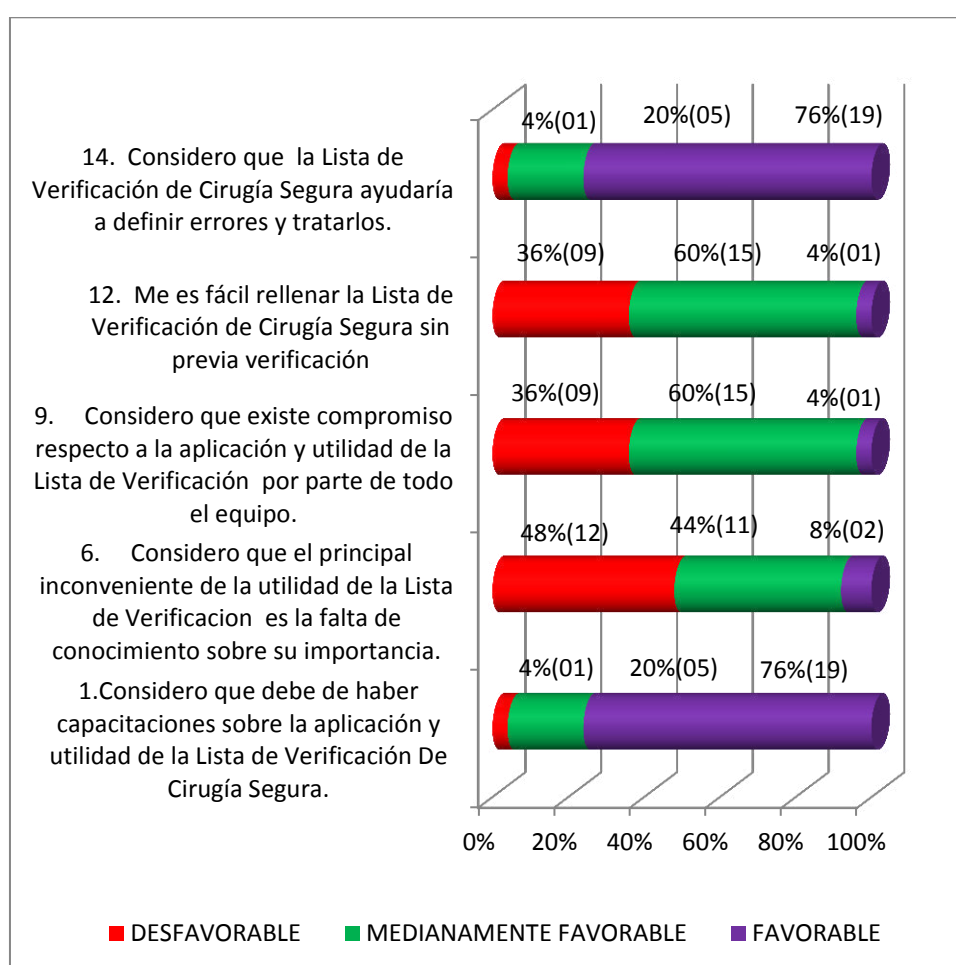 4%(01) 20%(05) 76%(19)
14. Considero que la Lista de
Verificación de Cirugía Segura ayudaría
a definir errores y tratarlos.
36%(09) 60%(15) 4%(01)
12. Me es fácil rellenar la Lista de
Verificación de Cirugía Segura sin
previa verificación
36%(09) 60%(15) 4%(01)
9. Considero que existe compromiso
respecto a la aplicación y utilidad de la
Lista de Verificación por parte de todo
el equipo.
48%(12) 44%(11) 8%(02)
6. Considero que el principal
inconveniente de la utilidad de la Lista
de Verificacion es la falta de
conocimiento sobre su importancia.
4%(01) 20%(05) 76%(19)
1.Considero que debe de haber
capacitaciones sobre la aplicación y
utilidad de la Lista de Verificación De
Cirugía Segura.
0% 20% 40% 60% 80% 100%
DESFAVORABLE MEDIANAMENTE FAVORABLE FAVORABLE